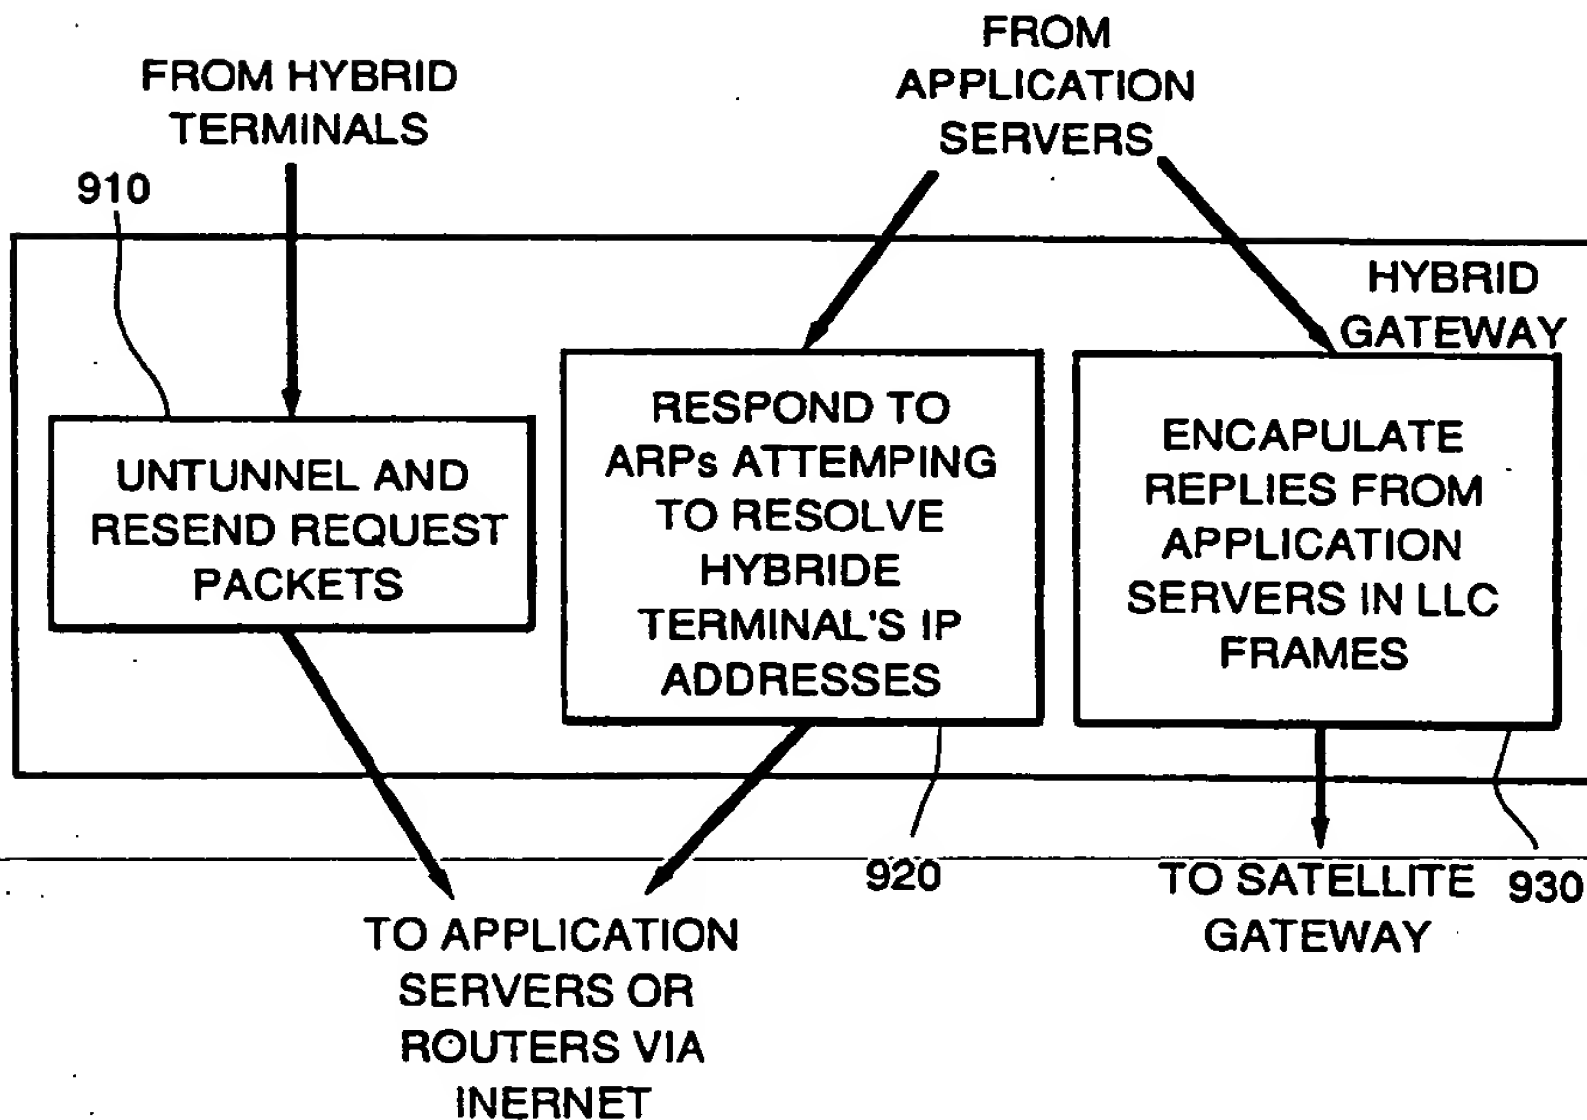 FROM HYBRID
TERMINALS
FROM
APPLICATION
SERVERS
910
HYBRID
GATEWAY
UNTUNNEL AND
RESEND REQUEST
PACKETS
RESPOND TO
ARPs ATTEMPING
TO RESOLVE
HYBRIDE
TERMINAL'S IP
ADDRESSES
ENCAPULATE
REPLIES FROM
APPLICATION
SERVERS IN LLC
FRAMES
920
TO SATELLITE
GATEWAY
930
TO APPLICATION
SERVERS OR
ROUTERS VIA
INERNET